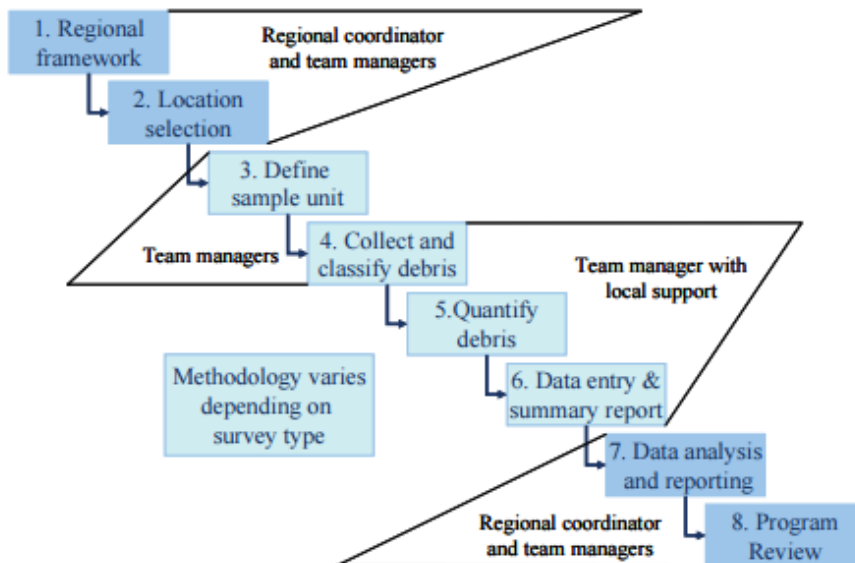 1. Regional
framework
Regional coordinator
and team managers
2. Location
selection
3. Define
sample unit
Team managers
4. Collect and
classify debris
Team manager with
local support
5.Quantify
debris
Methodology varies
depending on
survey type
6. Data entry &
summary report
7. Data analysis
and reporting
Regional coordinator
and team managers
8. Program
Review